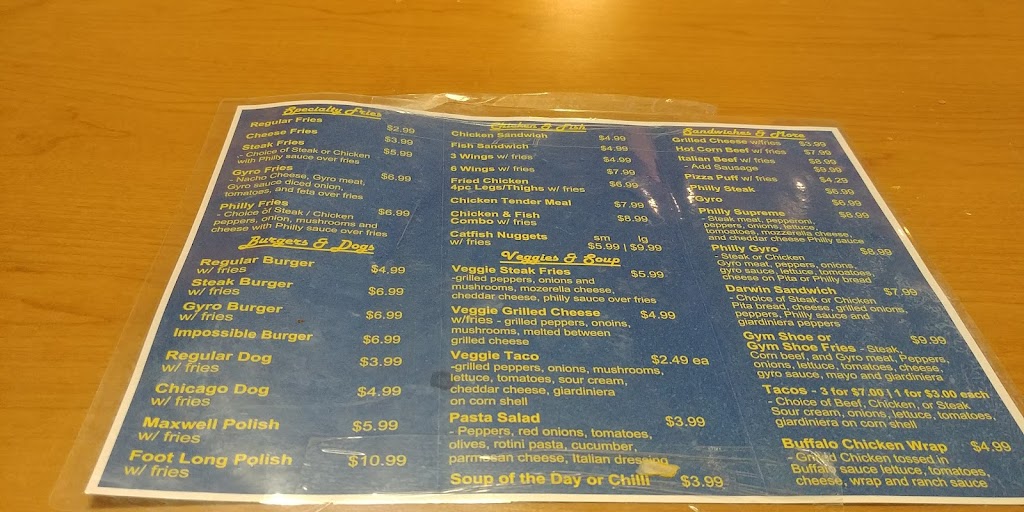 Specialty Fries
Regular Fries $2.99
Cheese Fries $3.99
Steak Fries $5.99
- Choice of Steak or Chicken
with Philly sauce over fries
Gyro Fries $6.99
- Nacho Cheese, Gyro meat,
Gyro sauce diced onion,
tomatoes, and feta over fries
Philly Fries $6.99
- Choice of Steak / Chicken
peppers, onion, mushrooms and
cheese with Philly sauce over fries
Burgers & Dogs
Regular Burger $4.99
w/ fries
Steak Burger $6.99
w/ fries
Gyro Burger $6.99
w/ fries
Impossible Burger $6.99
Regular Dog $3.99
w/ fries
Chicago Dog $4.99
w/ fries
Maxwell Polish $5.99
w/ fries
Foot Long Polish $10.99
w/ fries
Chicken & Fish
Chicken Sandwich $4.99
Fish Sandwich $4.99
3 Wings w/ fries $4.99
6 Wings w/ fries $7.99
Fried Chicken $6.99
4pc Legs/Thighs w/ fries
Chicken Tender Meal $7.99
Chicken & Fish $8.99
Combo w/ fries
Catfish Nuggets sm lg
w/ fries $5.99 | $9.99
Veggies & Soup
Veggie Steak Fries $5.99
-grilled peppers, onions and
mushrooms, mozerella cheese,
cheddar cheese, philly sauce over fries
Veggie Grilled Cheese $4.99
w/fries - grilled peppers, onoins,
mushrooms, melted between
grilled cheese
Veggie Taco $2.49 ea
-grilled peppers, onions, mushrooms,
lettuce, tomatoes, sour cream,
cheddar cheese, giardiniera
on corn shell
Pasta Salad $3.99
- Peppers, red onions, tomatoes,
olives, rotini pasta, cucumber,
parmesan cheese, Italian dressing
Soup of the Day or Chilli $3.99
Sandwiches & More
Grilled Cheese w/fries $3.99
Hot Corn Beef w/ fries $7.99
Italian Beef w/ fries $8.99
- Add Sausage $9.99
Pizza Puff w/ fries $4.29
Philly Steak $6.99
Gyro $6.99
Philly Supreme $8.99
- Steak meat, pepperoni,
peppers, onions, lettuce,
tomatoes, mozzerella cheese,
and cheddar cheese Philly sauce
Philly Gyro $8.99
- Steak or Chicken
Gyro meat, peppers, onions,
gyro sauce, lettuce, tomoatoes,
cheese on Pita or Philly bread
Darwin Sandwich $7.99
- Choice of Steak or Chicken
Pita bread, cheese, grilled onions,
peppers, Philly sauce and
giardiniera peppers
Gym Shoe or $9.99
Gym Shoe Fries - Steak,
Corn beef, and Gyro meat, Peppers,
onions, lettuce, tomatoes, cheese,
gyro sauce, mayo and giardiniera
Tacos - 3 for $7.00 | 1 for $3.00 each
- Choice of Beef, Chicken, or Steak
Sour cream, onions, lettuce, tomatoes,
giardiniera on corn shell
Buffalo Chicken Wrap $4.99
- Grilled Chicken tossed in
Buffalo sauce lettuce, tomatoes,
cheese, wrap and ranch sauce